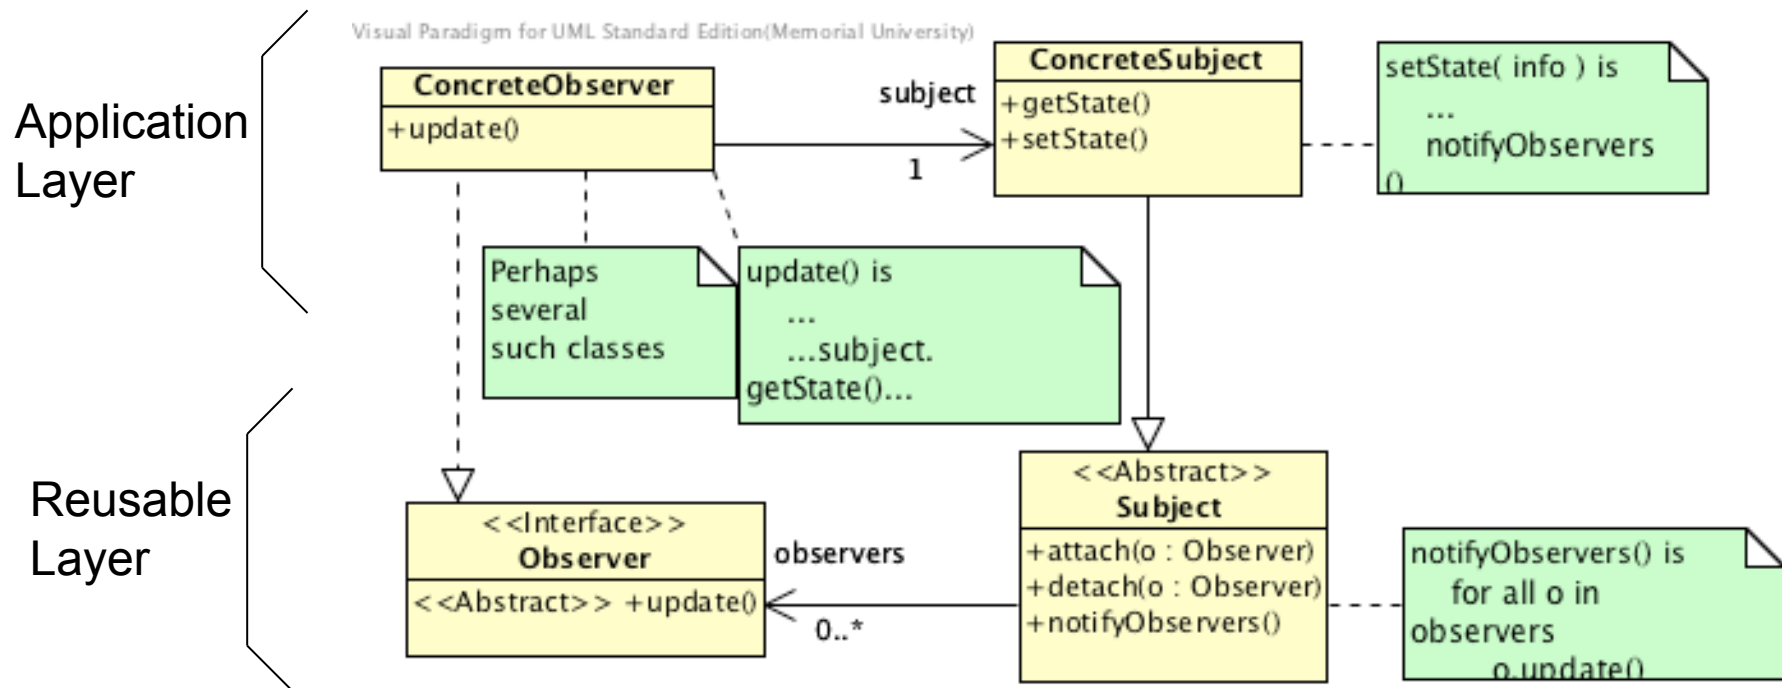 Visual Paradigm for UML Standard Edition(Memorial University)
Application
Layer
ConcreteObserver
+update()
subject
1
ConcreteSubject
+getState()
+setState()
setState( info ) is
...
notifyObservers
()
Perhaps
several
such classes
update() is
...
...subject.
getState()...
Reusable
Layer
<<Interface>>
Observer
<<Abstract>> +update()
observers
0..*
<<Abstract>>
Subject
+attach(o : Observer)
+detach(o : Observer)
+notifyObservers()
notifyObservers() is
for all o in
observers
o.update()